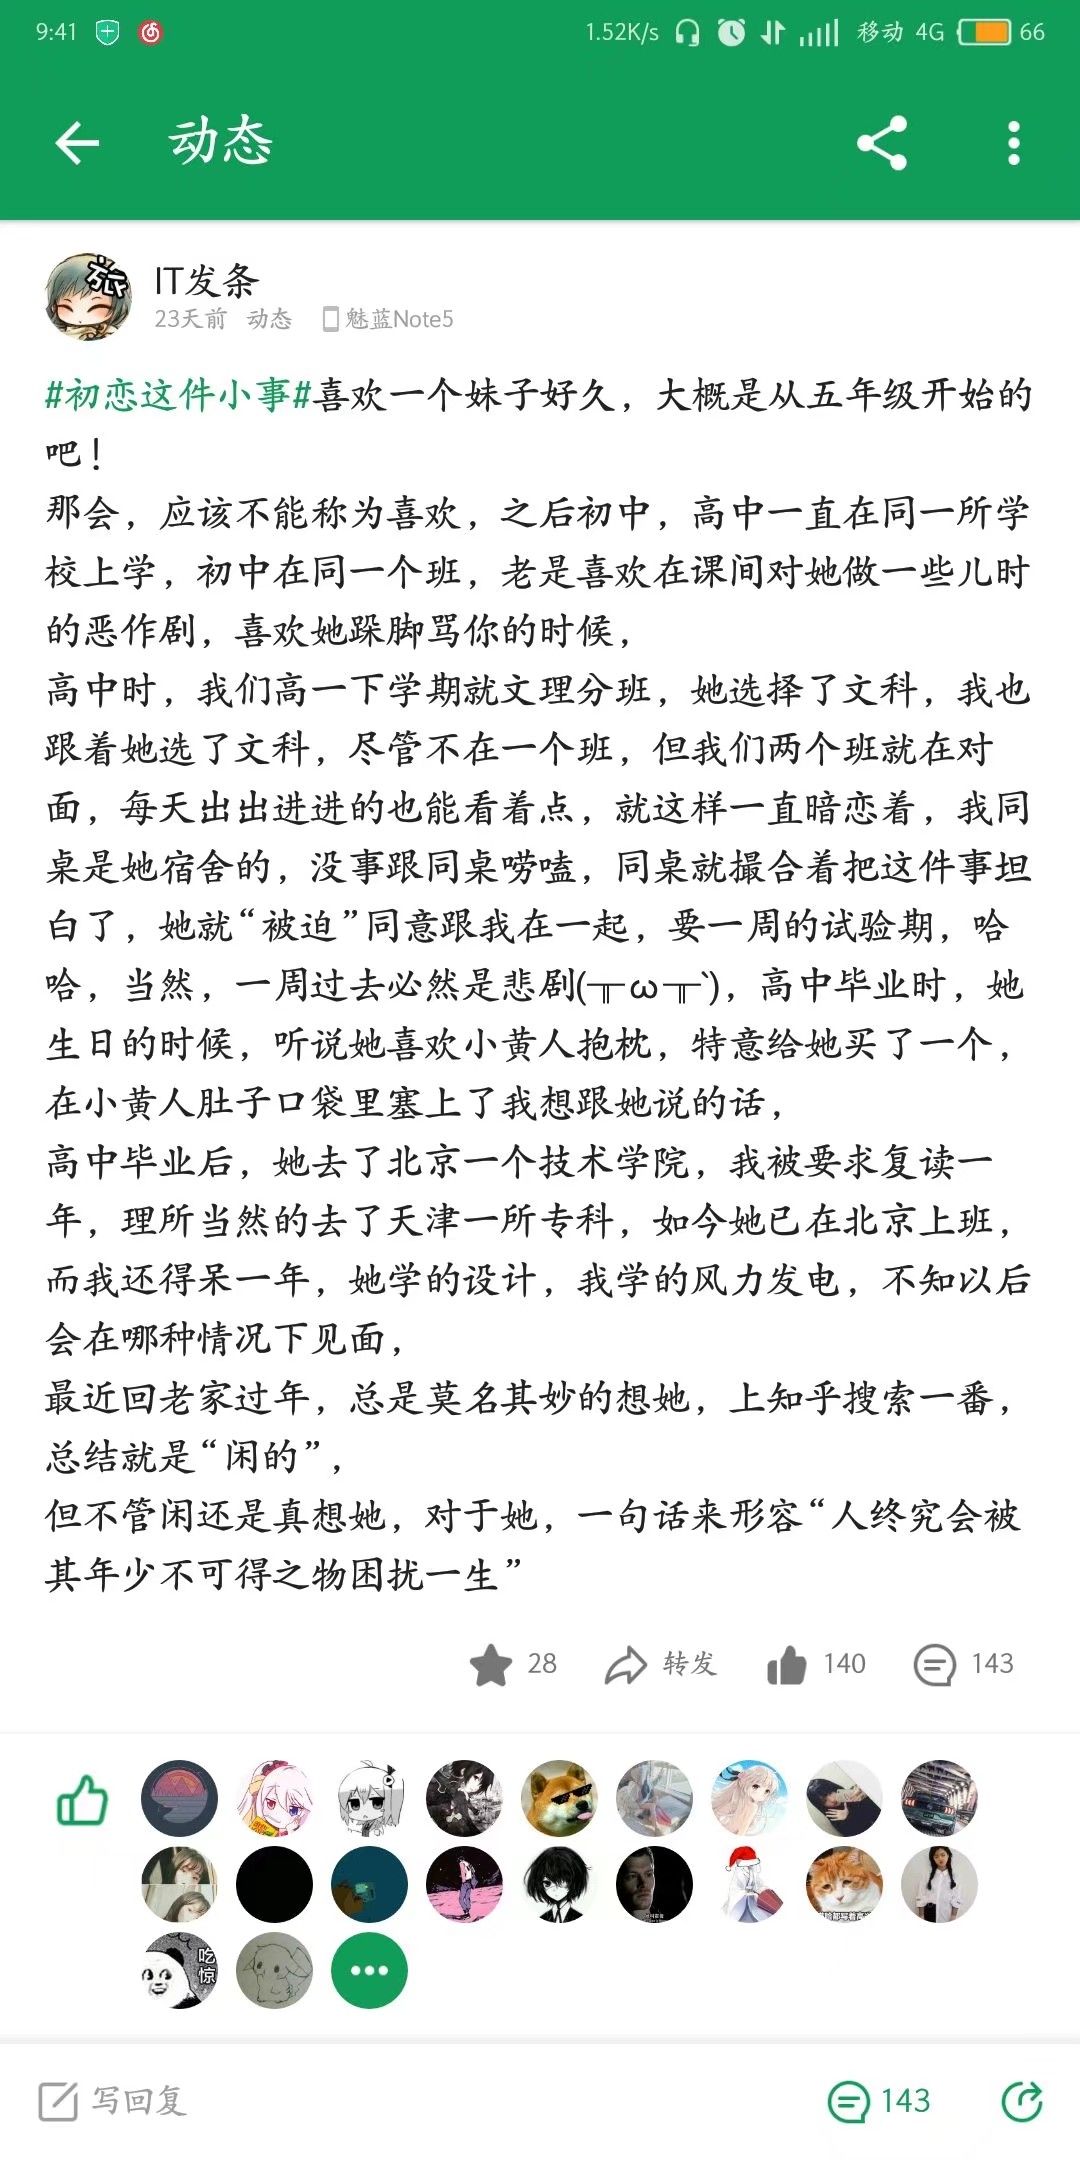 9:41 1.52K/s 移动 4G 66
动态
IT发条
23天前 动态 魅蓝Note5
#初恋这件小事#喜欢一个妹子好久，大概是从五年级开始的
吧！
那会，应该不能称为喜欢，之后初中，高中一直在同一所学
校上学，初中在同一个班，老是喜欢在课间对她做一些儿时
的恶作剧，喜欢她跺脚骂你的时候，
高中时，我们高一下学期就文理分班，她选择了文科，我也
跟着她选了文科，尽管不在一个班，但我们两个班就在对
面，每天出出进进的也能看着点，就这样一直暗恋着，我同
桌是她宿舍的，没事跟同桌唠嗑，同桌就撮合着把这件事坦
白了，她就“被迫”同意跟我在一起，要一周的试验期，哈
哈，当然，一周过去必然是悲剧(╥ω╥`)，高中毕业时，她
生日的时候，听说她喜欢小黄人抱枕，特意给她买了一个，
在小黄人肚子口袋里塞上了我想跟她说的话，
高中毕业后，她去了北京一个技术学院，我被要求复读一
年，理所当然的去了天津一所专科，如今她已在北京上班，
而我还得呆一年，她学的设计，我学的风力发电，不知以后
会在哪种情况下见面，
最近回老家过年，总是莫名其妙的想她，上知乎搜索一番，
总结就是“闲的”，
但不管闲还是真想她，对于她，一句话来形容“人终究会被
其年少不可得之物困扰一生”
28 转发 140 143
吃惊
写回复 143